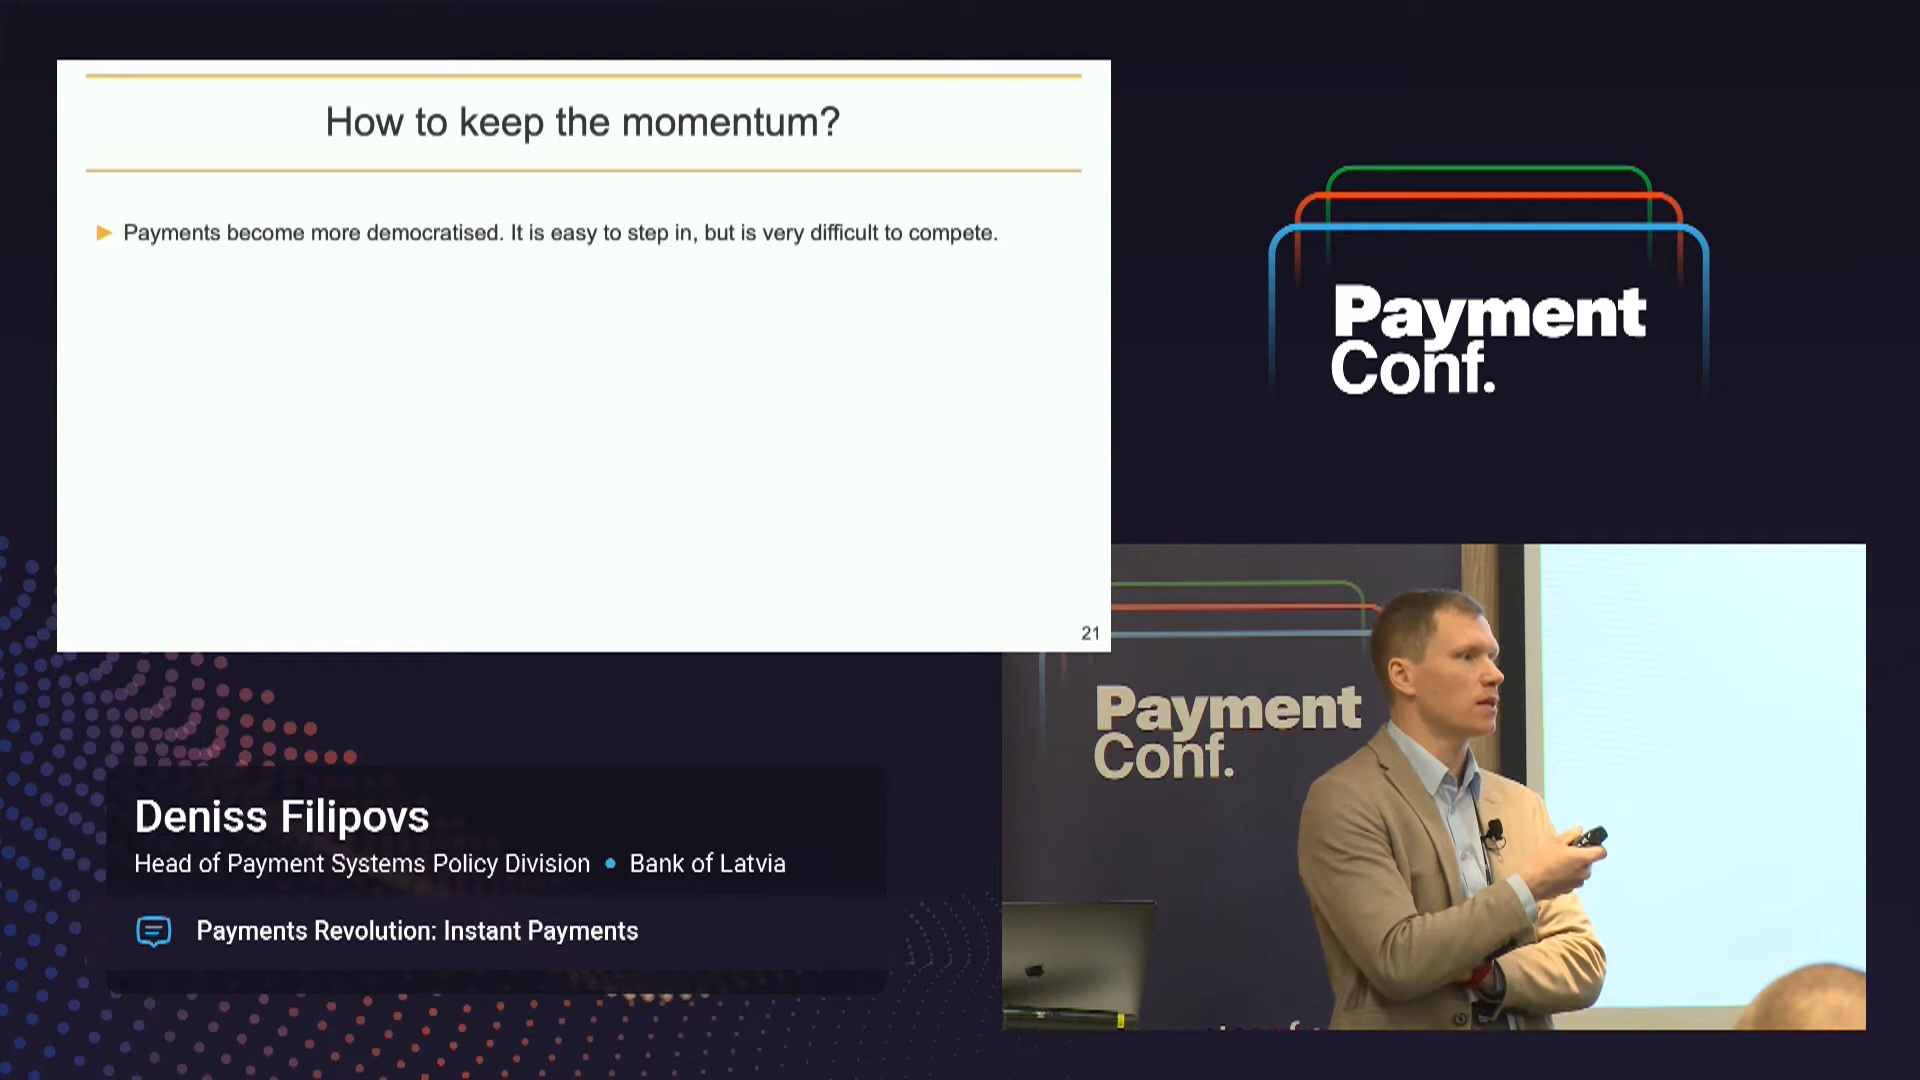 How to keep the momentum?
Payments become more democratised. It is easy to step in, but is very difficult to compete.
21
Payment
Conf.
Payment
Conf.
Deniss Filipovs
Head of Payment Systems Policy Division • Bank of Latvia
Payments Revolution: Instant Payments